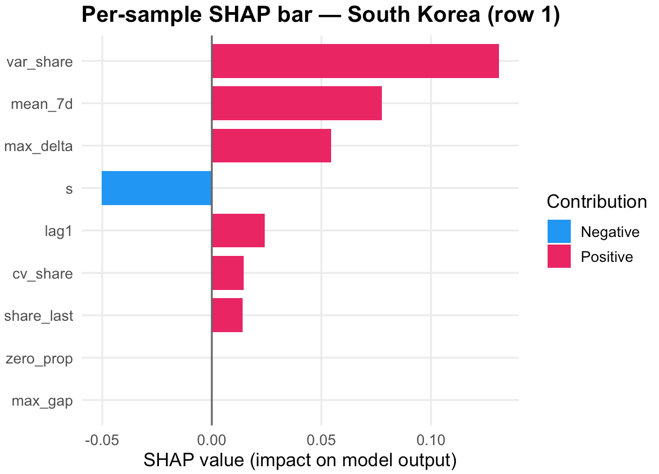 Per-sample SHAP bar — South Korea (row 1)
var_share
mean_7d
max_delta
s
lag1
cv_share
share_last
zero_prop
max_gap
-0.05
0.00
0.05
0.10
SHAP value (impact on model output)
Contribution
Negative
Positive